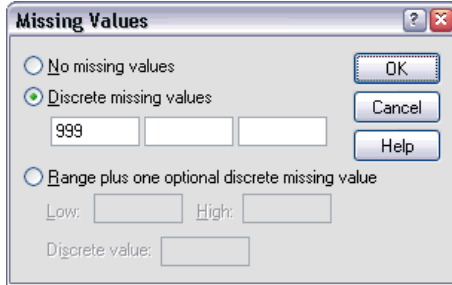 Missing Values
No missing values
OK
Discrete missing values
Cancel
999
Help
Range plus one optional discrete missing value
Low: High:
Discrete value: